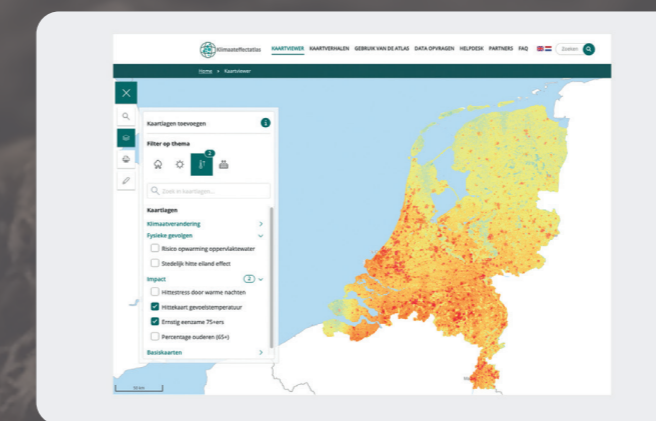 Klimaateffectatlas
KAARTVIEWER KAARTVERHALEN GEBRUIK VAN DE ATLAS DATA OPVRAGEN HELPDESK PARTNERS FAQ Zoeken
Home > Kaartviewer
Kaartlagen toevoegen
Filter op thema
2
Zoek in kaartlagen...
Kaartlagen
Klimaatverandering
Fysieke gevolgen
Risico opwarming oppervlaktewater
Stedelijk hitte eiland effect
Impact 2
Hittestress door warme nachten
Hittekaart gevoelstemperatuur
Ernstig eenzame 75+ers
Percentage ouderen (65+)
Basiskaarten